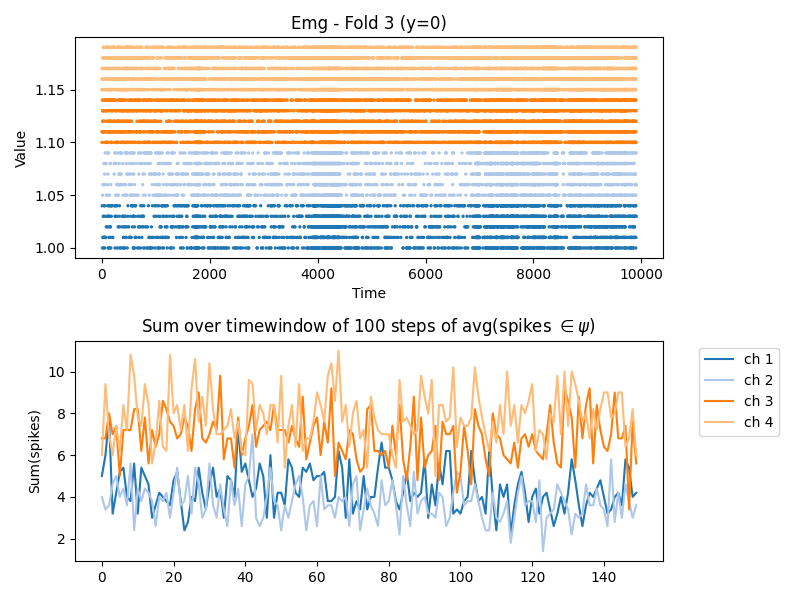 Emg - Fold 3 (y=0)
Value
1.15
1.10
1.05
1.00
0 2000 4000 6000 8000 10000
Time
Sum over timewindow of 100 steps of avg(spikes ∈ ψ)
Sum(spikes)
10
8
6
4
2
0 20 40 60 80 100 120 140
ch 1
ch 2
ch 3
ch 4